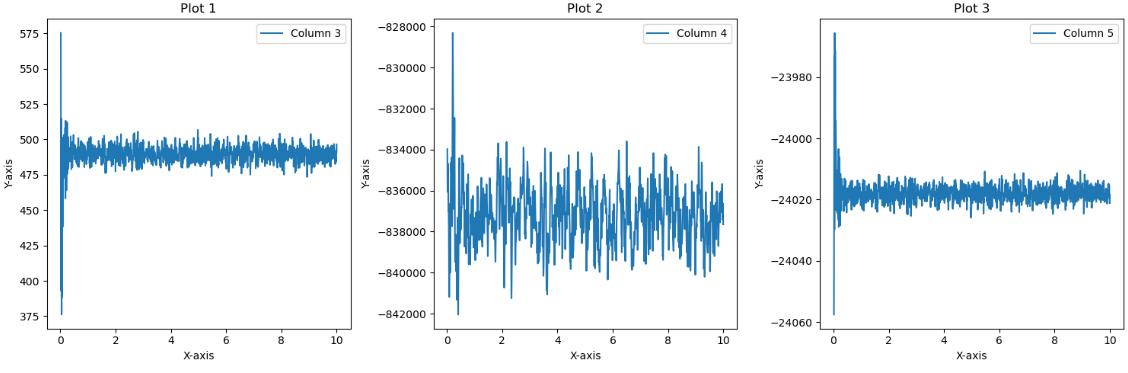 Plot 1
Column 3
575
550
525
500
475
450
425
400
375
Y-axis
0 2 4 6 8 10
X-axis
Plot 2
Column 4
−828000
−830000
−832000
−834000
−836000
−838000
−840000
−842000
Y-axis
0 2 4 6 8 10
X-axis
Plot 3
Column 5
−23980
−24000
−24020
−24040
−24060
Y-axis
0 2 4 6 8 10
X-axis